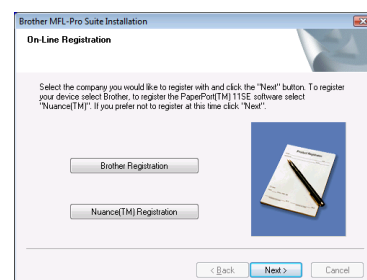 Brother MFL-Pro Suite Installation
On-Line Registration
Select the company you would like to register with and click the "Next" button. To register
your device select Brother, to register the PaperPort(TM) 11SE software select
"Nuance(TM)". If you prefer not to register at this time click "Next".
Product Registration
Brother Registration
Nuance(TM) Registration
< Back
Next >
Cancel